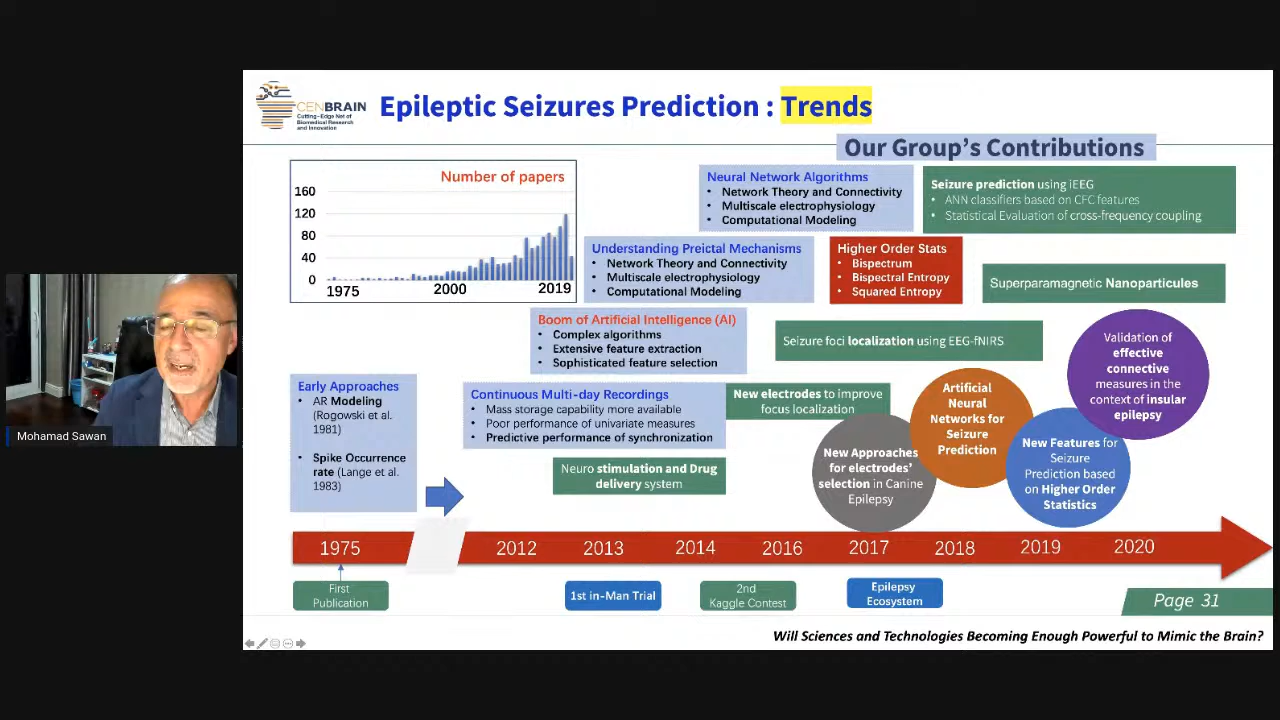 CENBRAIN
Cutting-Edge Net of
Biomedical Research
and Innovation
Epileptic Seizures Prediction : Trends
Our Group's Contributions
Number of papers
160
120
80
40
0
1975
2000
2019
Neural Network Algorithms
• Network Theory and Connectivity
• Multiscale electrophysiology
• Computational Modeling
Seizure prediction using iEEG
• ANN classifiers based on CFC features
• Statistical Evaluation of cross-frequency coupling
Understanding Preictal Mechanisms
• Network Theory and Connectivity
• Multiscale electrophysiology
• Computational Modeling
Higher Order Stats
• Bispectrum
• Bispectral Entropy
• Squared Entropy
Superparamagnetic Nanoparticules
Boom of Artificial Intelligence (AI)
• Complex algorithms
• Extensive feature extraction
• Sophisticated feature selection
Seizure foci localization using EEG-fNIRS
Validation of
effective
connective
measures in the
context of insular
epilepsy
Early Approaches
• AR Modeling
(Rogowski et al.
1981)
• Spike Occurrence
rate (Lange et al.
1983)
Continuous Multi-day Recordings
• Mass storage capability more available
• Poor performance of univariate measures
• Predictive performance of synchronization
New electrodes to improve
focus localization
Artificial
Neural
Networks for
Seizure
Prediction
New Approaches
for electrodes'
selection in Canine
Epilepsy
New Features for
Seizure
Prediction based
on Higher Order
Statistics
Neuro stimulation and Drug
delivery system
Mohamad Sawan
1975
2012
2013
2014
2016
2017
2018
2019
2020
First
Publication
1st in-Man Trial
2nd
Kaggle Contest
Epilepsy
Ecosystem
Page 31
Will Sciences and Technologies Becoming Enough Powerful to Mimic the Brain?